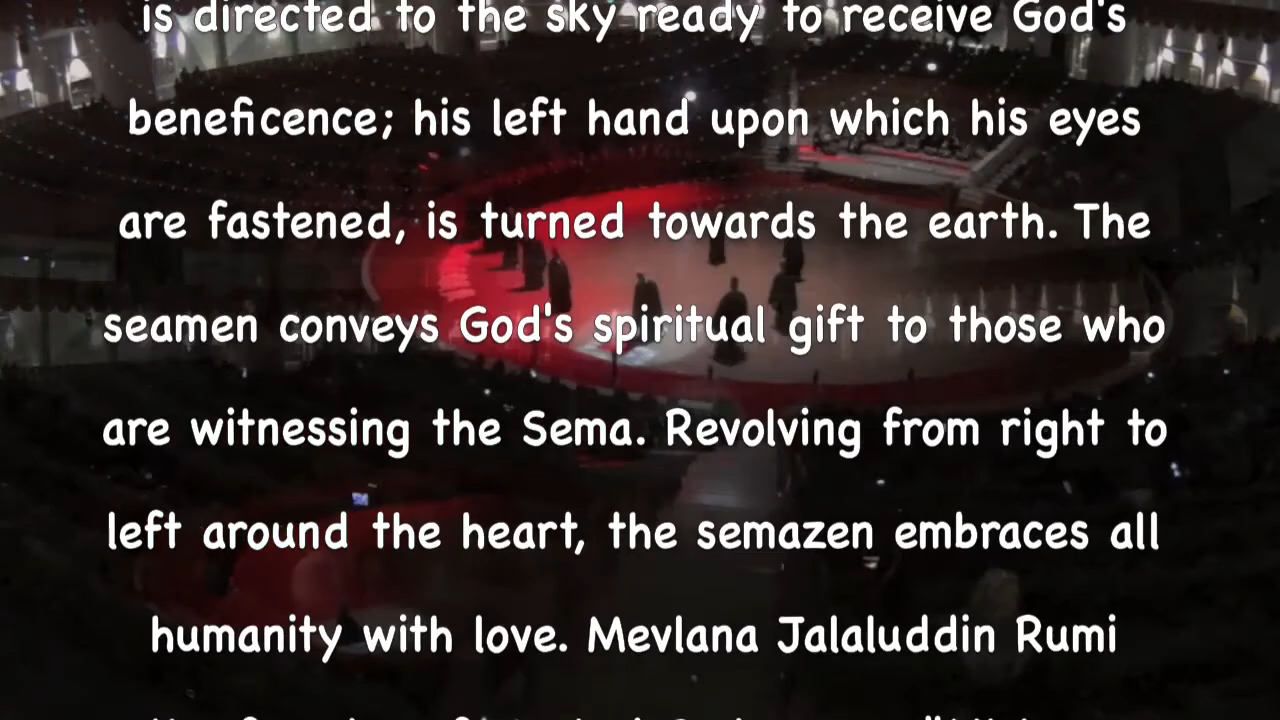 is directed to the sky ready to receive God's
beneficence; his left hand upon which his eyes
are fastened, is turned towards the earth. The
seamen conveys God's spiritual gift to those who
are witnessing the Sema. Revolving from right to
left around the heart, the semazen embraces all
humanity with love. Mevlana Jalaluddin Rumi